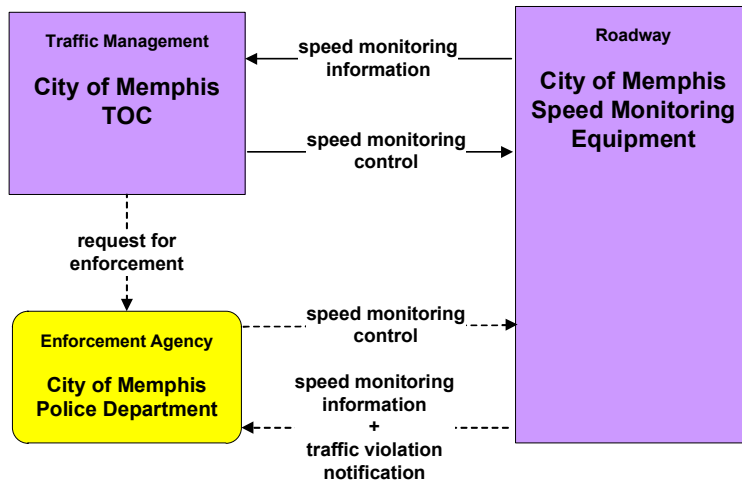 Traffic Management
City of Memphis
TOC
speed monitoring
information
Roadway
City of Memphis
Speed Monitoring
Equipment
speed monitoring
control
request for
enforcement
Enforcement Agency
City of Memphis
Police Department
speed monitoring
control
speed monitoring
information
+
traffic violation
notification